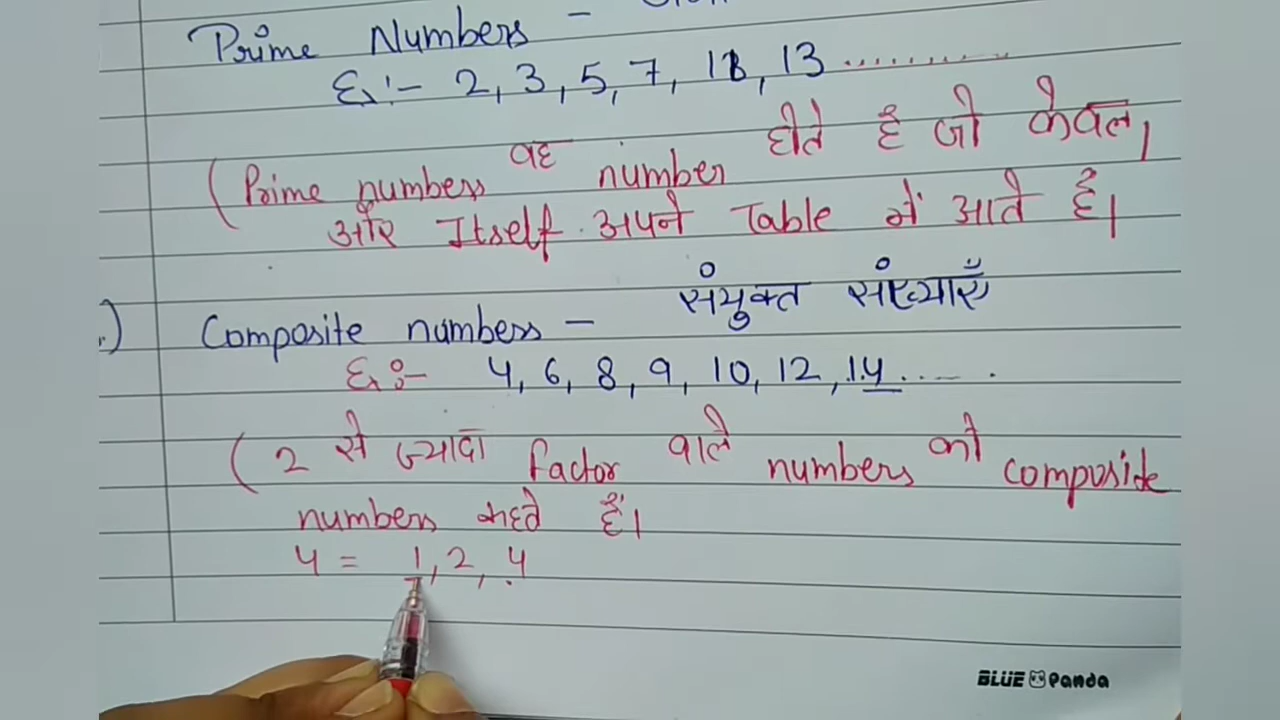 Prime Numbers -
Ex:- 2, 3, 5, 7, 11, 13 ..........
(Prime numbers वह number होते है जो केवल 1
और Itself अपने Table में आते है।
.) Composite numbers - संयुक्त संख्याएँ
Ex:- 4, 6, 8, 9, 10, 12, 14.....
(2 से ज्यादा factor वाले numbers को composite
numbers कहते हैं।
4 = 1, 2, 4
BLUE Panda